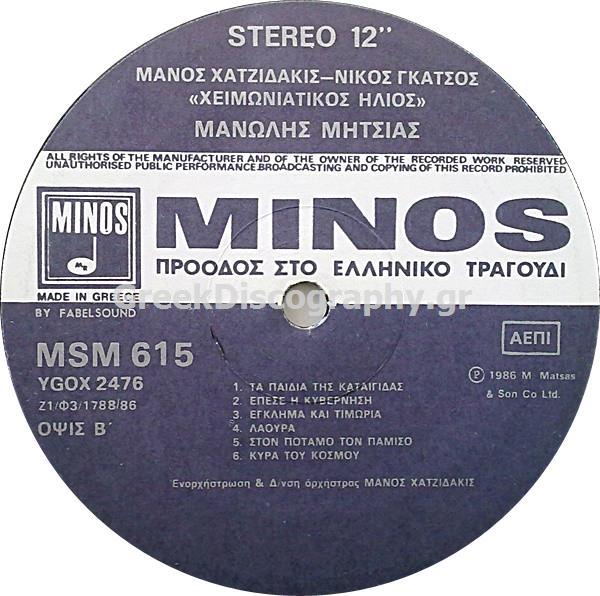 STEREO 12''
ΜΑΝΟΣ ΧΑΤΖΙΔΑΚΙΣ–ΝΙΚΟΣ ΓΚΑΤΣΟΣ
«ΧΕΙΜΩΝΙΑΤΙΚΟΣ ΗΛΙΟΣ»
ΜΑΝΩΛΗΣ ΜΗΤΣΙΑΣ
ALL RIGHTS OF THE MANUFACTURER AND OF THE OWNER OF THE RECORDED WORK RESERVED
UNAUTHORISED PUBLIC PERFORMANCE.BROADCASTING AND COPYING OF THIS RECORD PROHIBITED
MINOS
MINOS
ΠΡΟΟΔΟΣ ΣΤΟ ΕΛΛΗΝΙΚΟ ΤΡΑΓΟΥΔΙ
MADE IN GREECE
GreekDiscography.gr
BY FABELSOUND
MSM 615
ΑΕΠΙ
YGOX 2476
Ζ1/Φ3/1788/86
ΟΨΙΣ Β΄
℗ 1986 M. Matsas
& Son Co Ltd.
1. ΤΑ ΠΑΙΔΙΑ ΤΗΣ ΚΑΤΑΙΓΙΔΑΣ
2. ΕΠΕΣΕ Η ΚΥΒΕΡΝΗΣΗ
3. ΕΓΚΛΗΜΑ ΚΑΙ ΤΙΜΩΡΙΑ
4. ΛΑΟΥΡΑ
5. ΣΤΟΝ ΠΟΤΑΜΟ ΤΟΝ ΠΑΜΙΣΟ
6. ΚΥΡΑ ΤΟΥ ΚΟΣΜΟΥ
Ἐνορχήστρωση & Δ/νση ὀρχήστρας ΜΑΝΟΣ ΧΑΤΖΙΔΑΚΙΣ